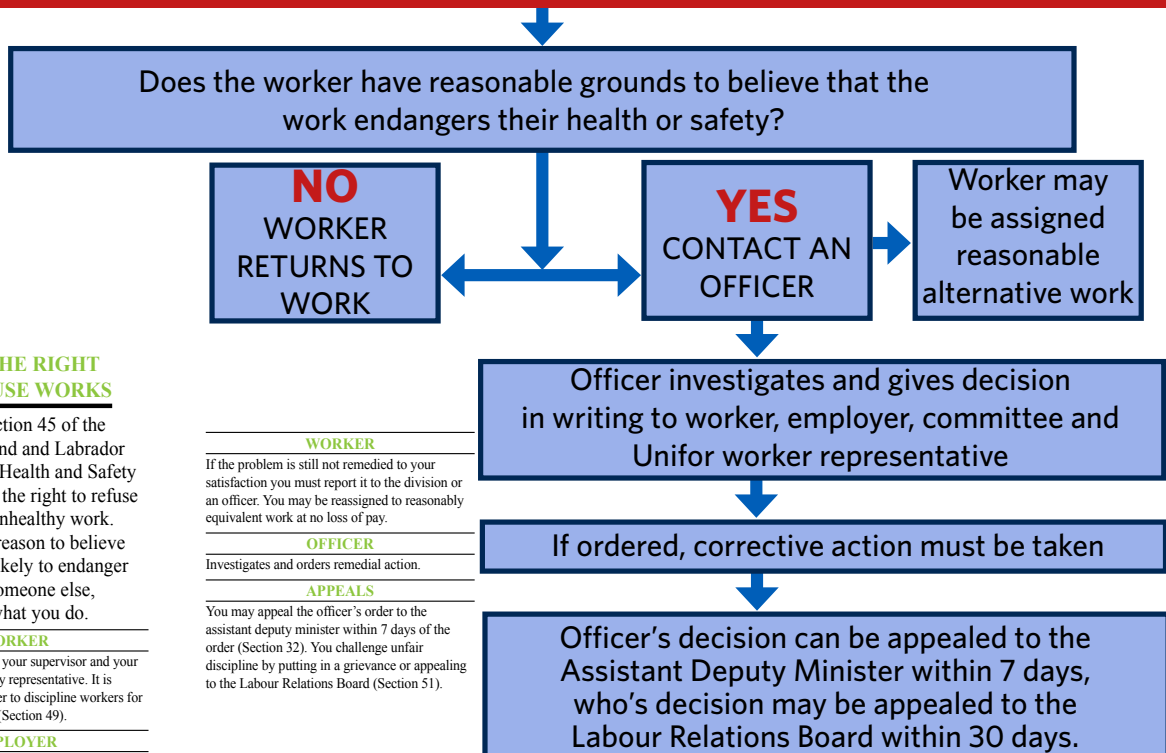 Does the worker have reasonable grounds to believe that the
work endangers their health or safety?
NO
WORKER
RETURNS TO
WORK
YES
CONTACT AN
OFFICER
Worker may
be assigned
reasonable
alternative work
Officer investigates and gives decision
in writing to worker, employer, committee and
Unifor worker representative
If ordered, corrective action must be taken
Officer's decision can be appealed to the
Assistant Deputy Minister within 7 days,
who's decision may be appealed to the
Labour Relations Board within 30 days.
HE RIGHT
USE WORKS
ction 45 of the
nd and Labrador
Health and Safety
the right to refuse
nhealthy work.
reason to believe
kely to endanger
omeone else,
what you do.
ORKER
your supervisor and your
y representative. It is
er to discipline workers for
(Section 49).
PLOYER
WORKER
If the problem is still not remedied to your
satisfaction you must report it to the division or
an officer. You may be reassigned to reasonably
equivalent work at no loss of pay.
OFFICER
Investigates and orders remedial action.
APPEALS
You may appeal the officer's order to the
assistant deputy minister within 7 days of the
order (Section 32). You challenge unfair
discipline by putting in a grievance or appealing
to the Labour Relations Board (Section 51).